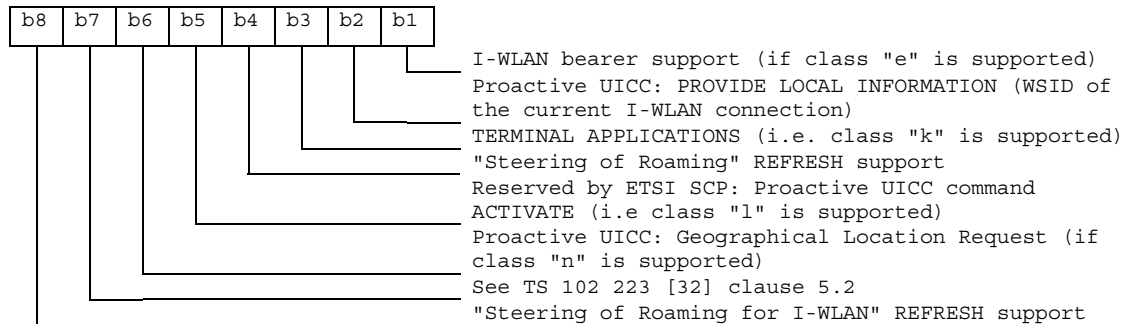 b8 b7 b6 b5 b4 b3 b2 b1
I-WLAN bearer support (if class "e" is supported)
Proactive UICC: PROVIDE LOCAL INFORMATION (WSID of
the current I-WLAN connection)
TERMINAL APPLICATIONS (i.e. class "k" is supported)
"Steering of Roaming" REFRESH support
Reserved by ETSI SCP: Proactive UICC command
ACTIVATE (i.e class "l" is supported)
Proactive UICC: Geographical Location Request (if
class "n" is supported)
See TS 102 223 [32] clause 5.2
"Steering of Roaming for I-WLAN" REFRESH support